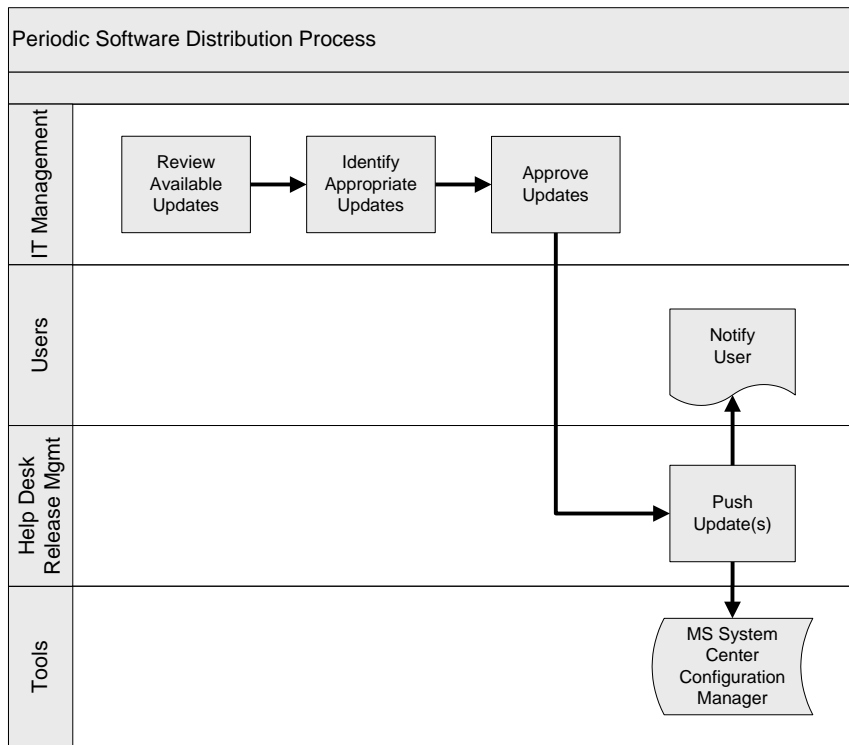 Periodic Software Distribution Process
IT Management
Review
Available
Updates
Identify
Appropriate
Updates
Approve
Updates
Users
Notify
User
Help Desk
Release Mgmt
Push
Update(s)
Tools
MS System
Center
Configuration
Manager